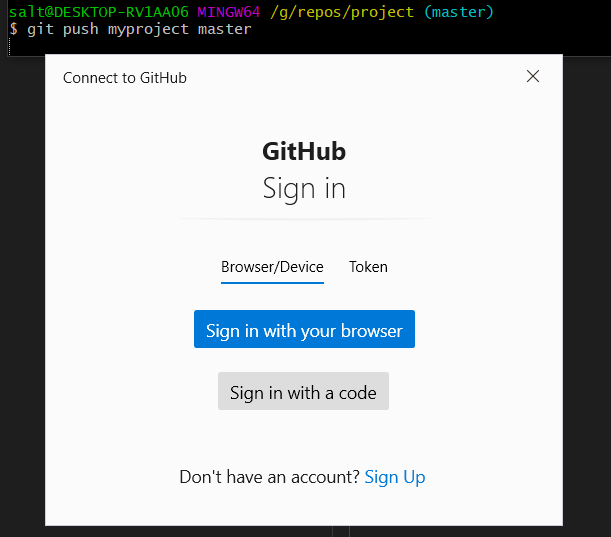 salt@DESKTOP-RV1AAO6 MINGW64 /g/repos/project (master)
$ git push myproject master
Connect to GitHub
GitHub
Sign in
Browser/Device Token
Sign in with your browser
Sign in with a code
Don't have an account? Sign Up